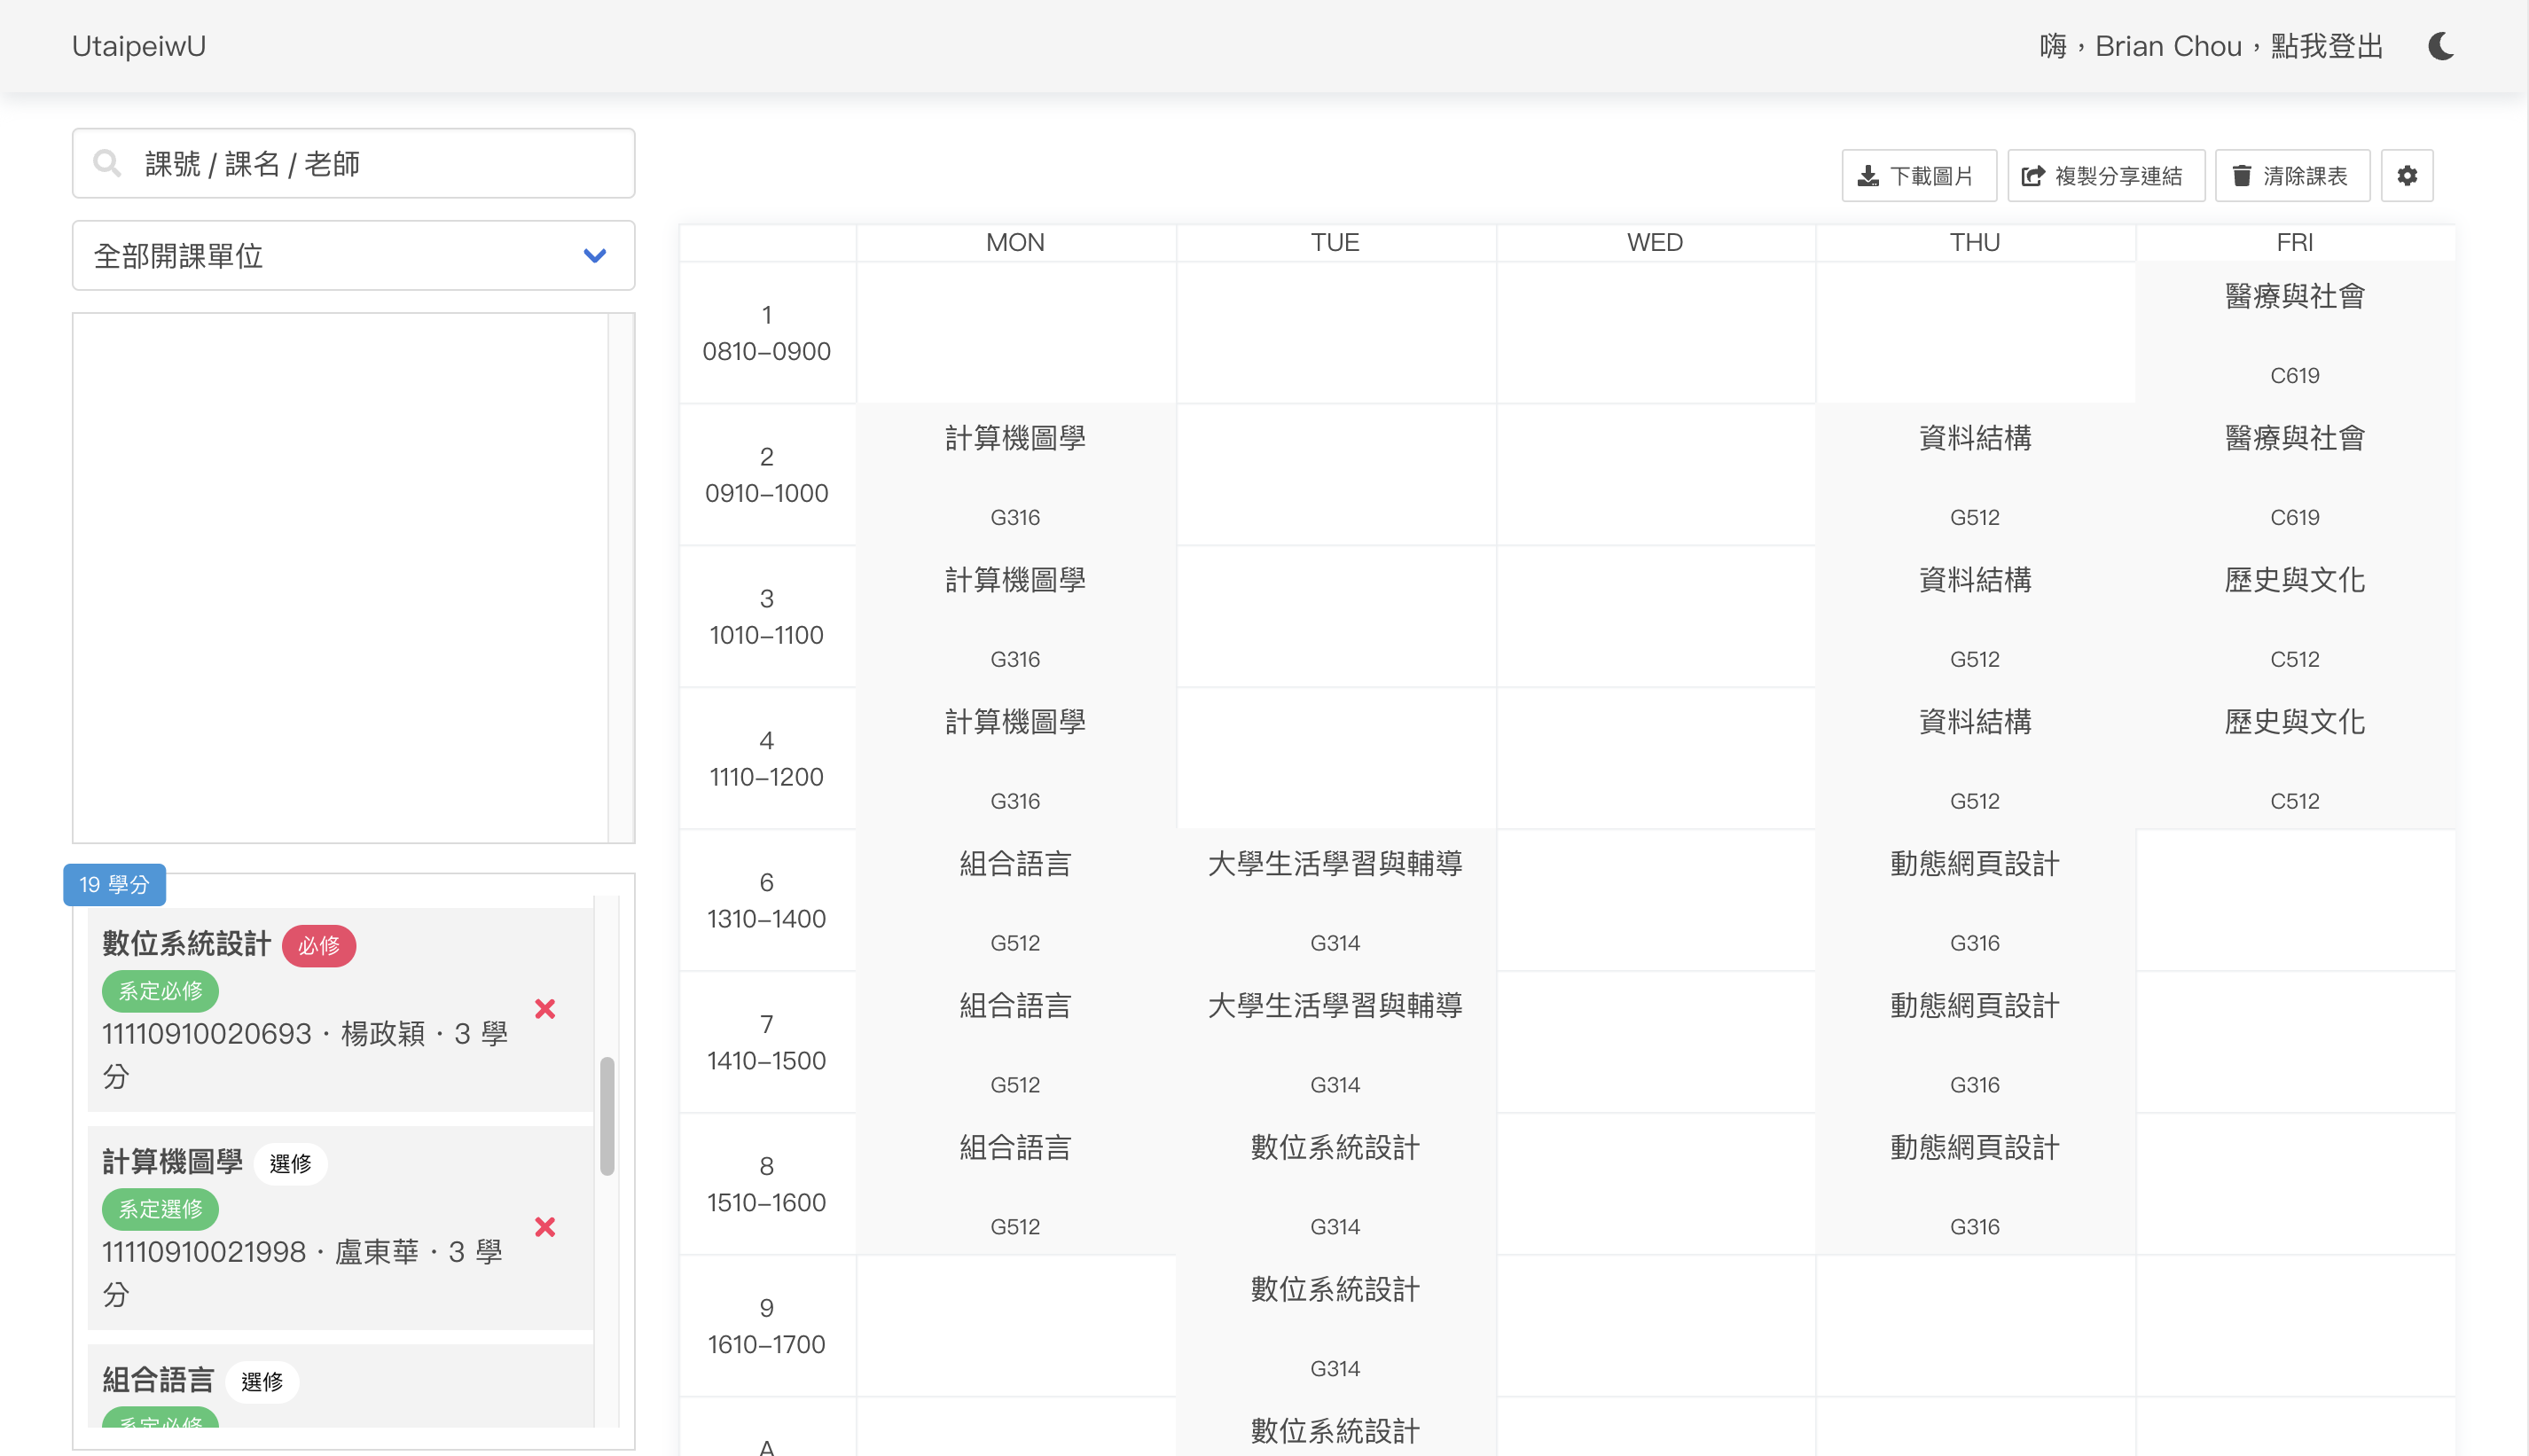 UtaipeiwU
嗨，Brian Chou，點我登出
課號 / 課名 / 老師
全部開課單位
下載圖片
複製分享連結
清除課表
19 學分
數位系統設計 必修
系定必修
11110910020693・楊政穎・3 學
分
計算機圖學 選修
系定選修
11110910021998・盧東華・3 學
分
組合語言 選修
系定必修
MON TUE WED THU FRI
1
0810–0900
醫療與社會
C619
2
0910–1000
計算機圖學 資料結構 醫療與社會
G316 G512 C619
3
1010–1100
計算機圖學 資料結構 歷史與文化
G316 G512 C512
4
1110–1200
計算機圖學 資料結構 歷史與文化
G316 G512 C512
6
1310–1400
組合語言 大學生活學習與輔導 動態網頁設計
G512 G314 G316
7
1410–1500
組合語言 大學生活學習與輔導 動態網頁設計
G512 G314 G316
8
1510–1600
組合語言 數位系統設計 動態網頁設計
G512 G314 G316
9
1610–1700
數位系統設計
G314
A
數位系統設計